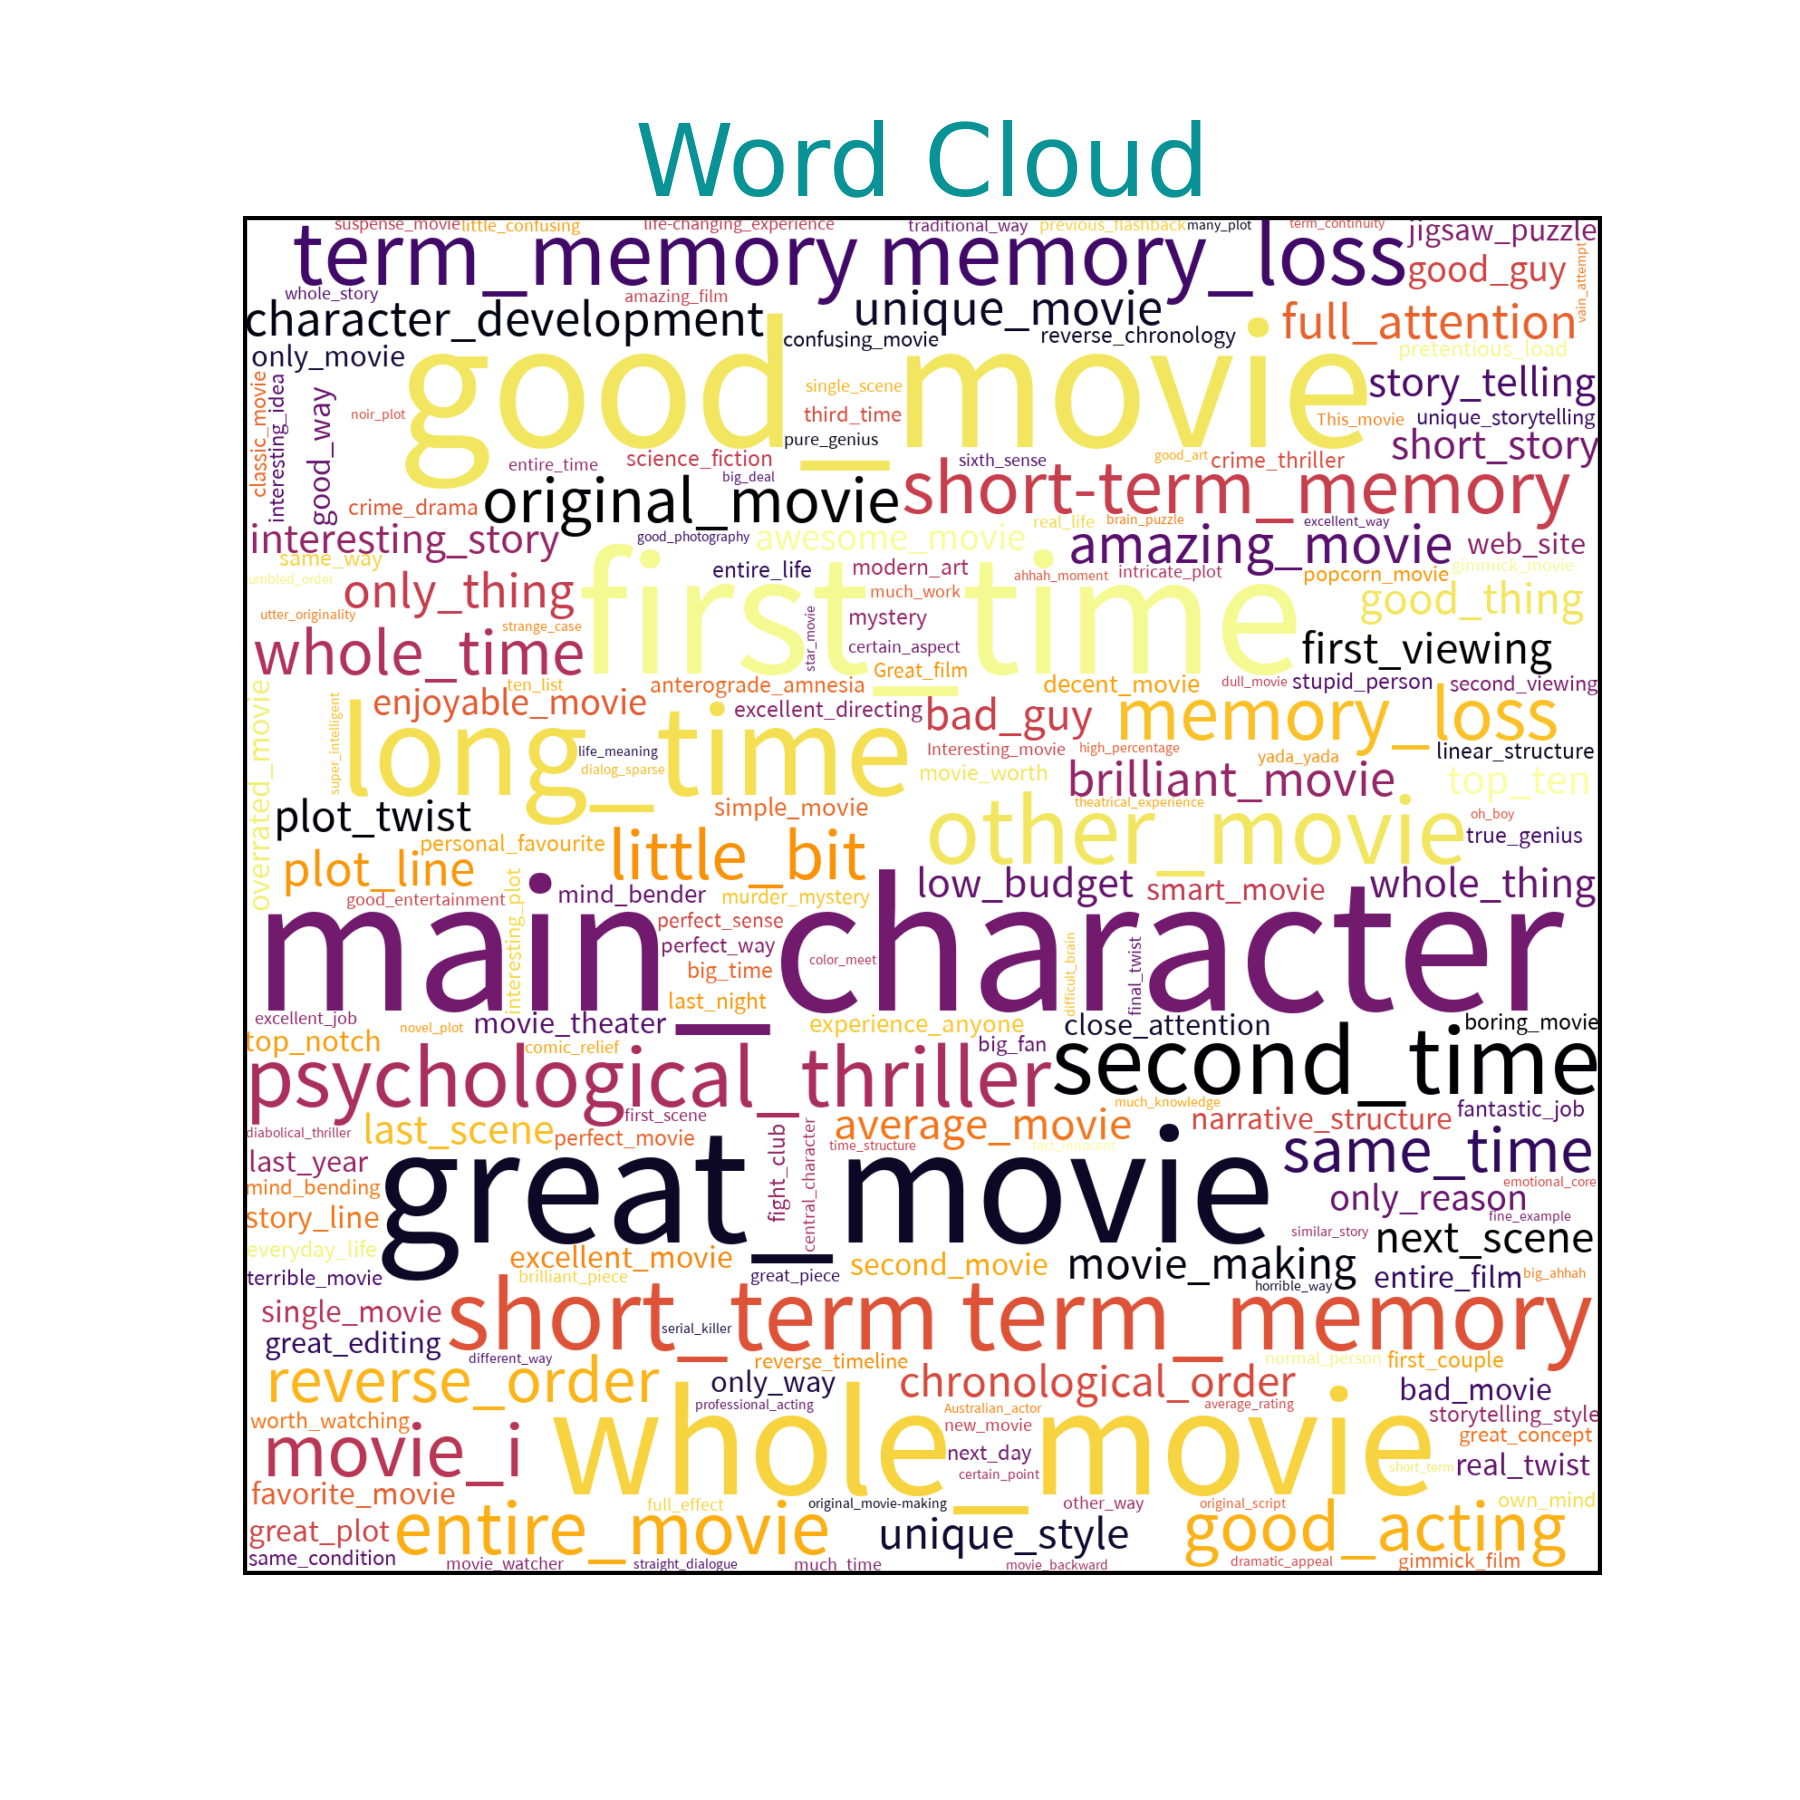 Word Cloud
suspense_movie little_confusing life-changing_experience traditional_way previous_flashback many_plot term_continuity jigsaw_puzzle
term_memory memory_loss good_guy vain_attempt
whole_story amazing_film unique_movie
character_development full_attention
only_movie confusing_movie reverse_chronology pretentious_load
good_movie
classic_movie interesting_idea good_way noir_plot single_scene story_telling
third_time This_movie unique_storytelling
pure_genius short_story
entire_time science_fiction sixth_sense good_art crime_thriller
big_deal
crime_drama original_movie short-term_memory
interesting_story good_photography awesome_movie real_life brain_puzzle excellent_way
same_way amazing_movie web_site
umbled_order entire_life modern_art ahhah_moment intricate_plot popcorn_movie gimmick_movie
only_thing first_time much_work good_thing
utter_originality strange_case star_movie mystery
whole_time certain_aspect first_viewing
Great_film
overrated_movie ten_list anterograde_amnesia decent_movie dull_movie stupid_person second_viewing
super_intelligent enjoyable_movie excellent_directing bad_guy memory_loss
long_time life_meaning Interesting_movie high_percentage yada_yada linear_structure
dialog_sparse movie_worth brilliant_movie top_ten
plot_twist simple_movie theatrical_experience oh_boy
personal_favourite other_movie true_genius
plot_line little_bit
good_entertainment interesting_plot mind_bender murder_mystery low_budget smart_movie whole_thing
main_character
perfect_sense
perfect_way difficult_brain final_twist
big_time color_meet
last_night
excellent_job novel_plot movie_theater experience_anyone close_attention boring_movie
top_notch comic_relief big_fan
psychological_thriller second_time
first_scene much_knowledge fantastic_job
diabolical_thriller last_scene perfect_movie fight_club central_character average_movie narrative_structure
time_structure fact_innocent
last_year great_movie same_time
mind_bending emotional_core
story_line only_reason fine_example
everyday_life similar_story next_scene
excellent_movie second_movie movie_making
terrible_movie brilliant_piece great_piece horrible_way entire_film big_ahhah
single_movie short_term term_memory
great_editing serial_killer
different_way reverse_timeline normal_person first_couple
reverse_order only_way chronological_order bad_movie
worth_watching professional_acting Australian_actor average_rating storytelling_style
whole_movie new_movie great_concept
movie_i next_day
certain_point short_term real_twist
favorite_movie full_effect original_movie-making other_way original_script own_mind
great_plot entire_movie unique_style good_acting
same_condition movie_watcher straight_dialogue much_time movie_backward dramatic_appeal gimmick_film